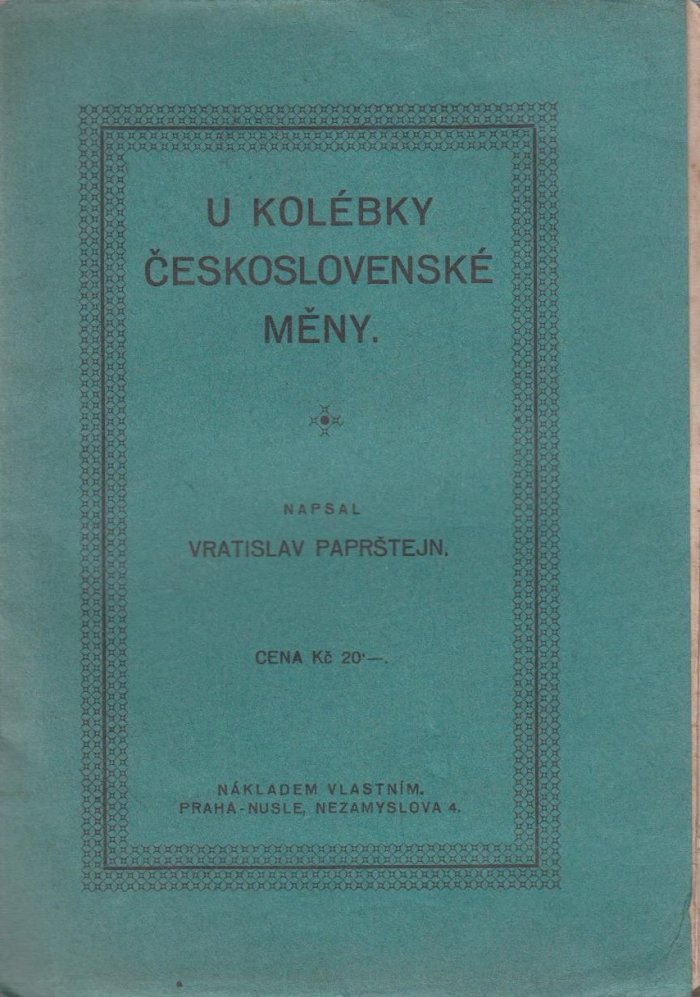 U KOLÉBKY
ČESKOSLOVENSKÉ
MĚNY.
NAPSAL
VRATISLAV PAPRŠTEJN.
CENA Kč 20·—.
NÁKLADEM VLASTNÍM.
PRAHA-NUSLE, NEZAMYSLOVA 4.